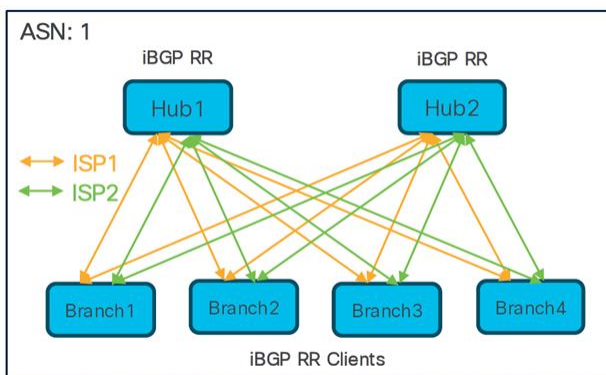 ASN: 1
iBGP RR
iBGP RR
Hub1
Hub2
ISP1
ISP2
Branch1
Branch2
Branch3
Branch4
iBGP RR Clients